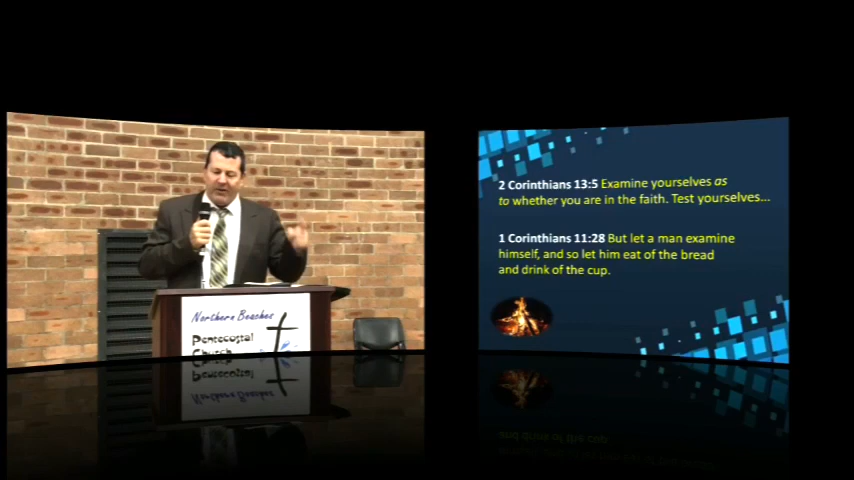 Northern Beaches
Pentecostal
Church
2 Corinthians 13:5 Examine yourselves as
to whether you are in the faith. Test yourselves...
1 Corinthians 11:28 But let a man examine
himself, and so let him eat of the bread
and drink of the cup.